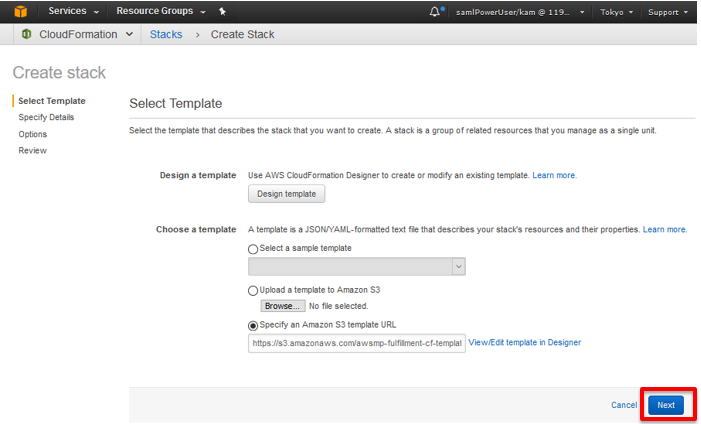 Services Resource Groups samlPowerUser/kam @ 119... Tokyo Support
CloudFormation Stacks > Create Stack
Create stack
Select Template
Specify Details
Options
Review
Select Template
Select the template that describes the stack that you want to create. A stack is a group of related resources that you manage as a single unit.
Design a template Use AWS CloudFormation Designer to create or modify an existing template. Learn more.
Design template
Choose a template A template is a JSON/YAML-formatted text file that describes your stack's resources and their properties. Learn more.
Select a sample template
Upload a template to Amazon S3
Browse... No file selected.
Specify an Amazon S3 template URL
https://s3.amazonaws.com/awsmp-fulfillment-cf-templat View/Edit template in Designer
Cancel Next